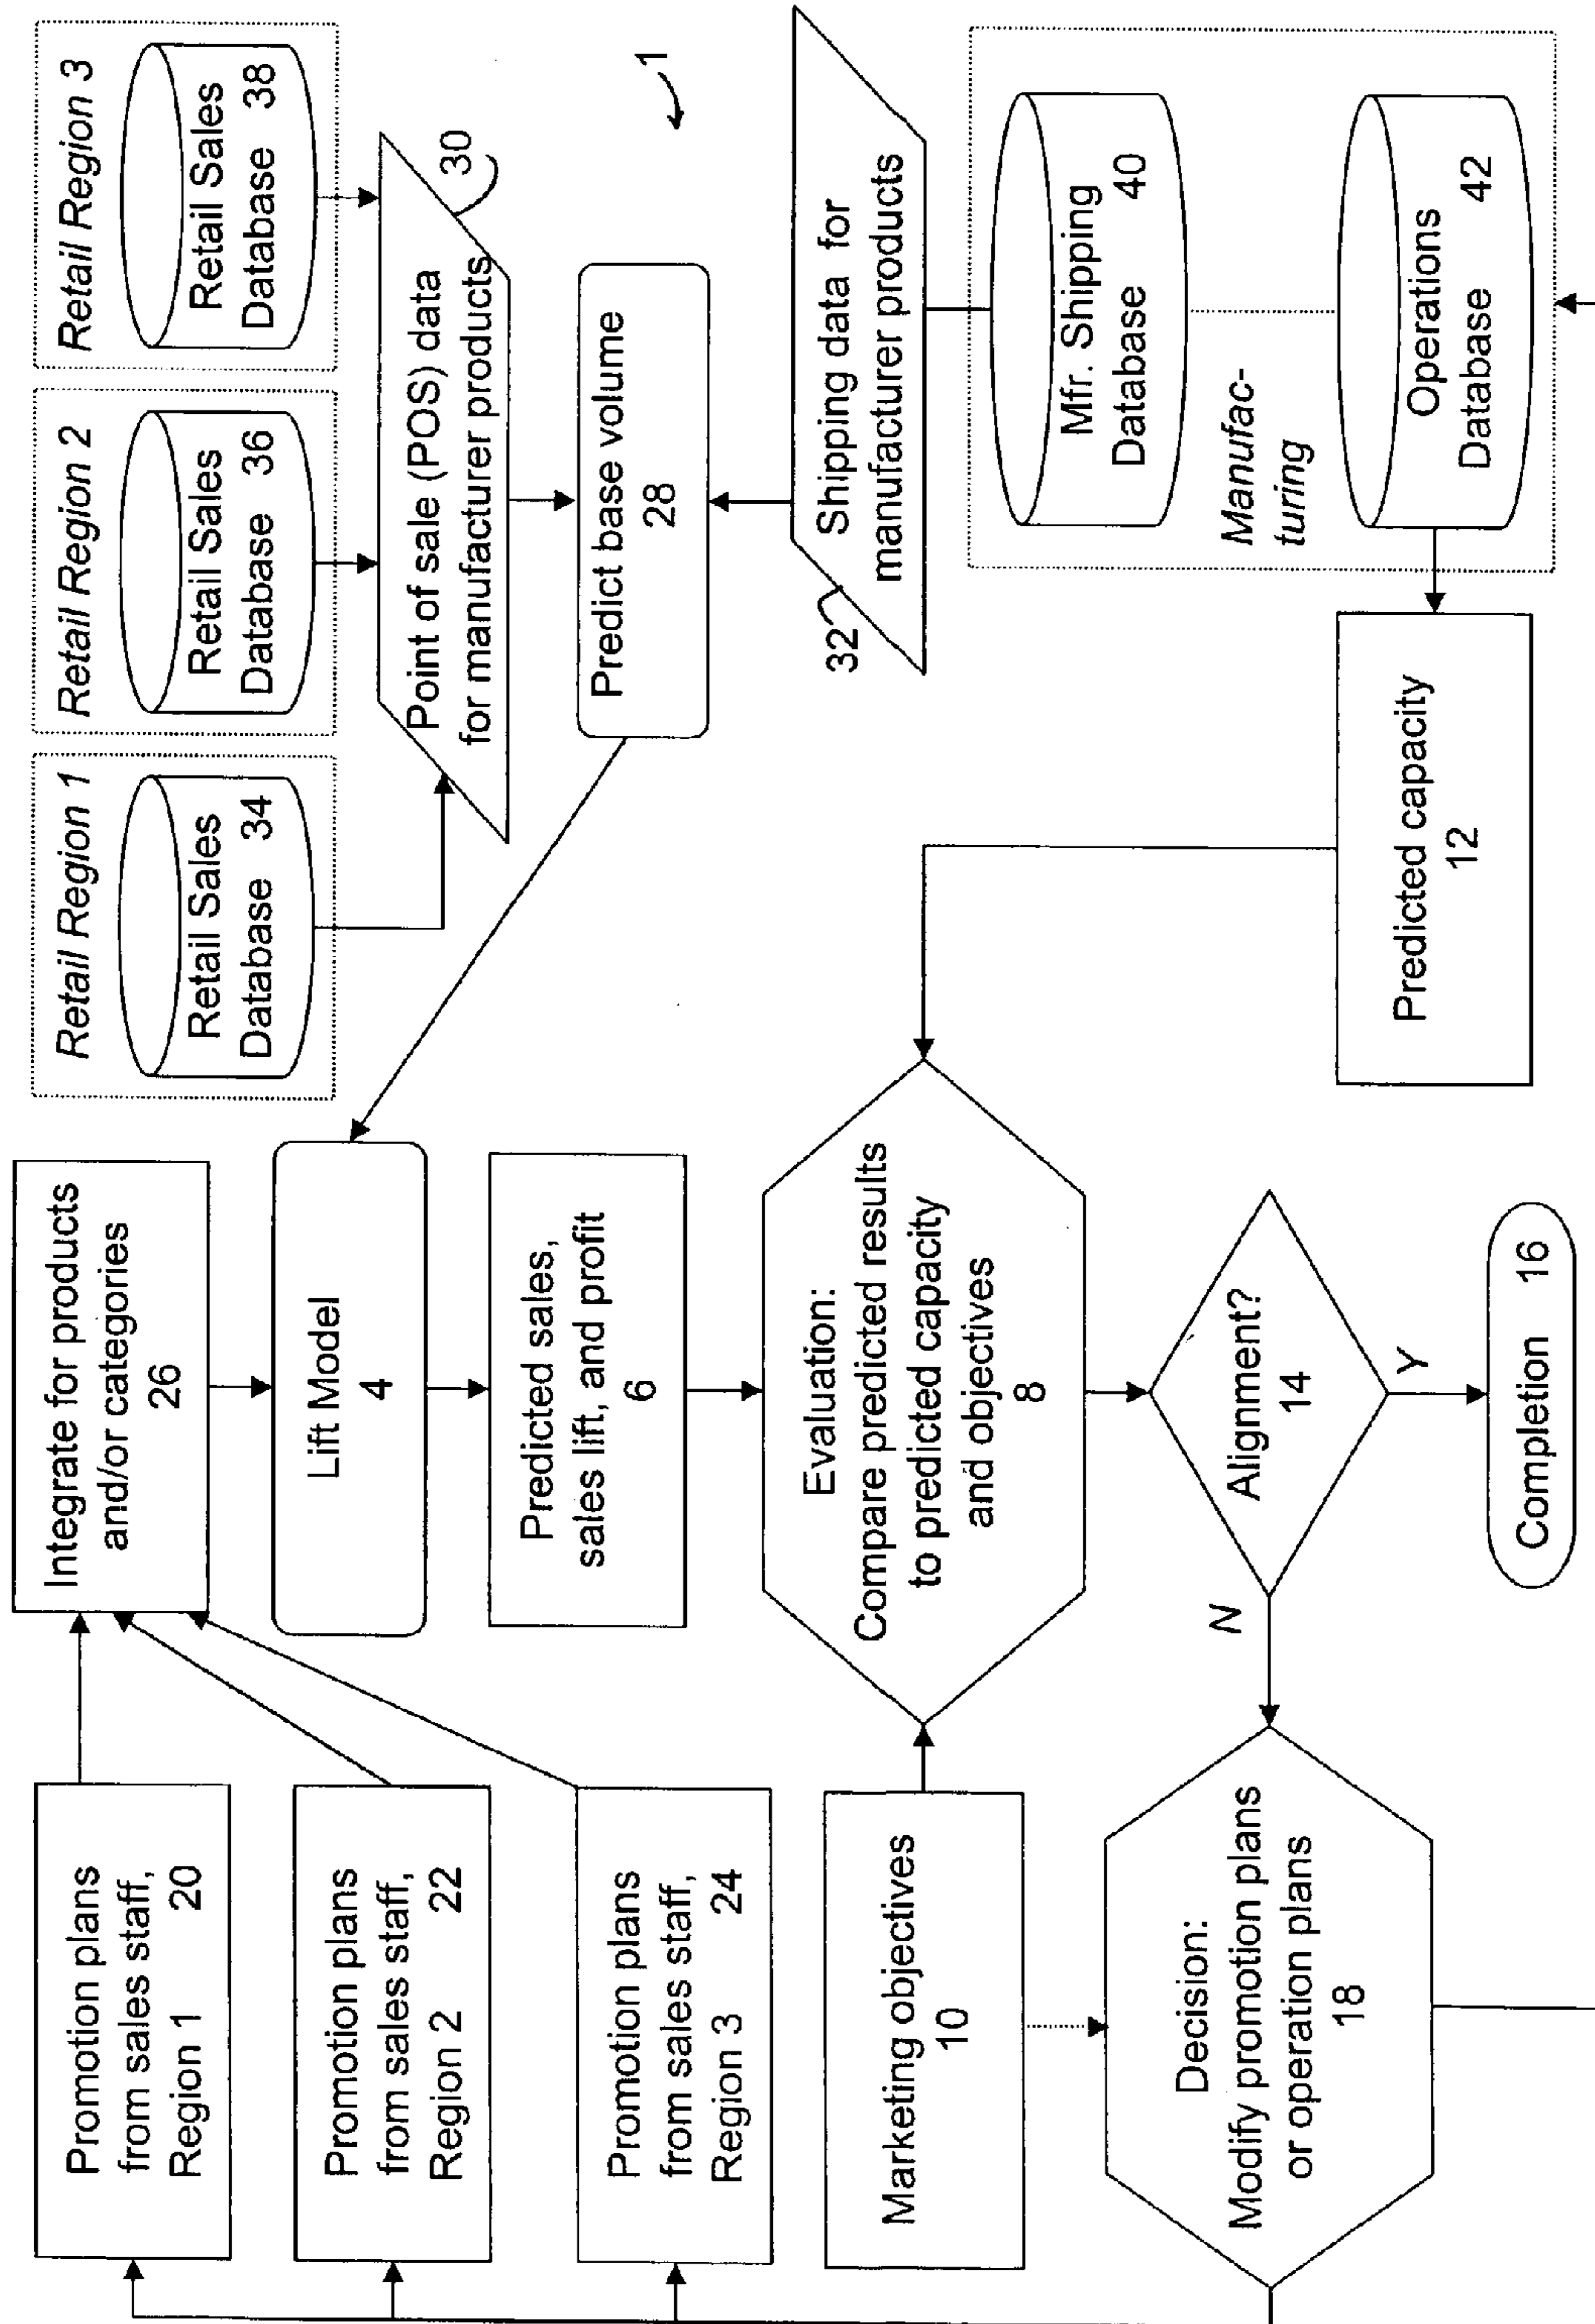 Promotion plans
from sales staff,
Region 1 20
Promotion plans
from sales staff,
Region 2 22
Promotion plans
from sales staff,
Region 3 24
Marketing objectives
10
Decision:
Modify promotion plans
or operation plans
18
Integrate for products
and/or categories
26
Lift Model
4
Predicted sales,
sales lift, and profit
6
Evaluation:
Compare predicted results
to predicted capacity
and objectives
8
Alignment?
14
N
Y
Completion 16
Retail Region 1
Retail Sales
Database 34
Retail Region 2
Retail Sales
Database 36
Retail Region 3
Retail Sales
Database 38
Point of sale (POS) data
for manufacturer products
30
Predict base volume
28
1
Shipping data for
manufacturer products
32
Mfr. Shipping
Database 40
Manufac-
turing
Operations
Database 42
Predicted capacity
12